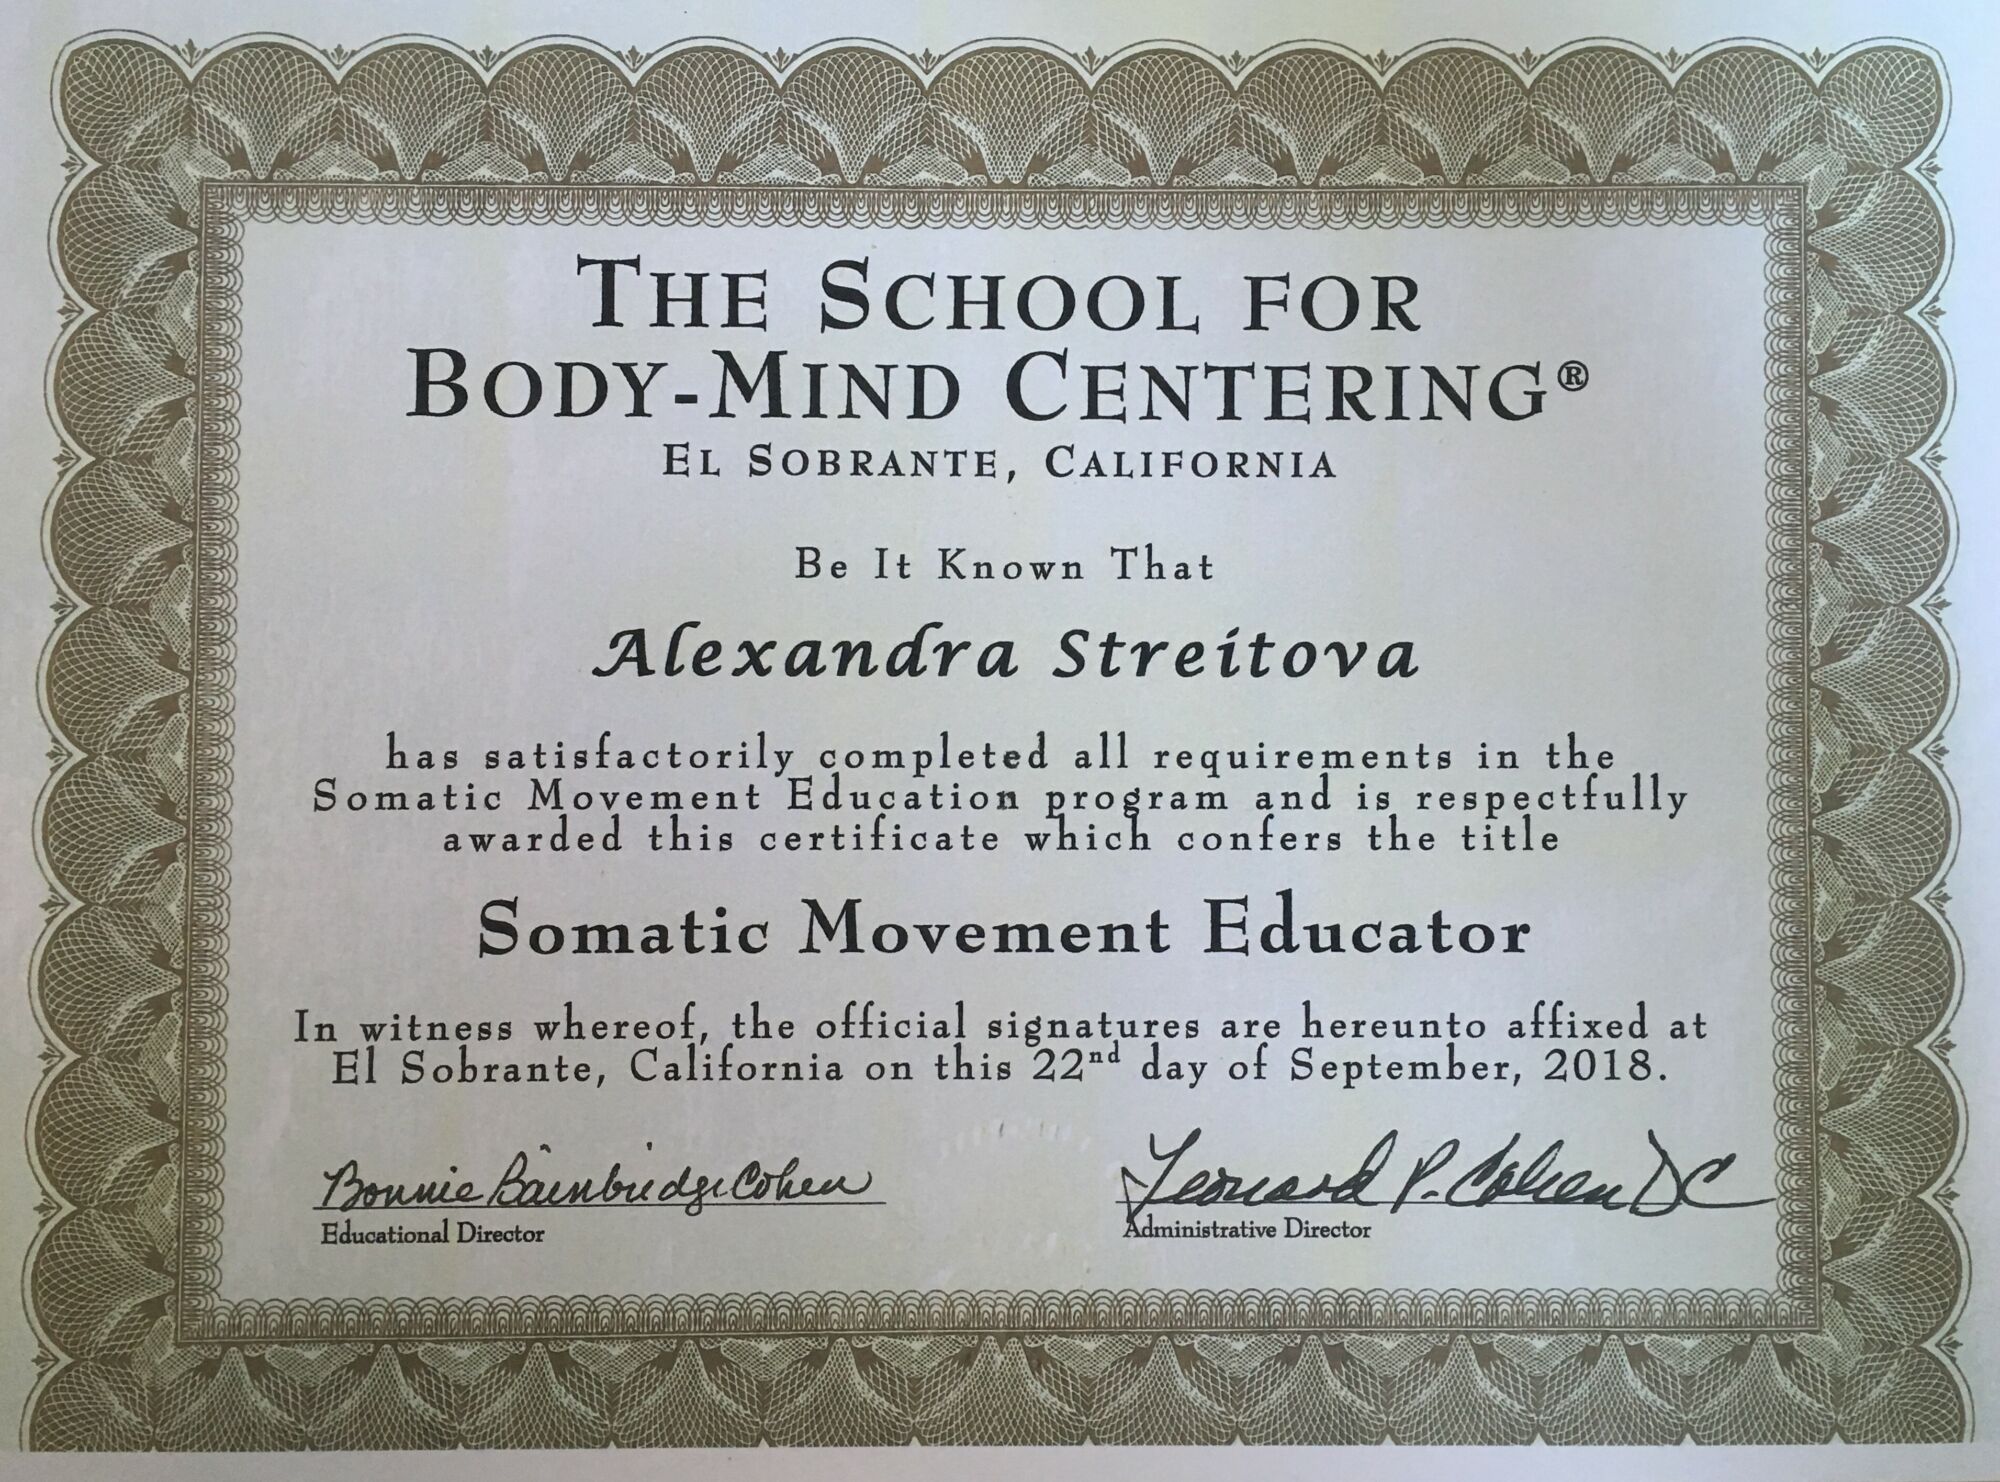 THE SCHOOL FOR
BODY-MIND CENTERING®
EL SOBRANTE, CALIFORNIA
Be It Known That
Alexandra Streitova
has satisfactorily completed all requirements in the
Somatic Movement Education program and is respectfully
awarded this certificate which confers the title
Somatic Movement Educator
In witness whereof, the official signatures are hereunto affixed at
El Sobrante, California on this 22nd day of September, 2018.
Bonnie Bainbridge Cohen
Educational Director
Leonard P. Cohen DC
Administrative Director